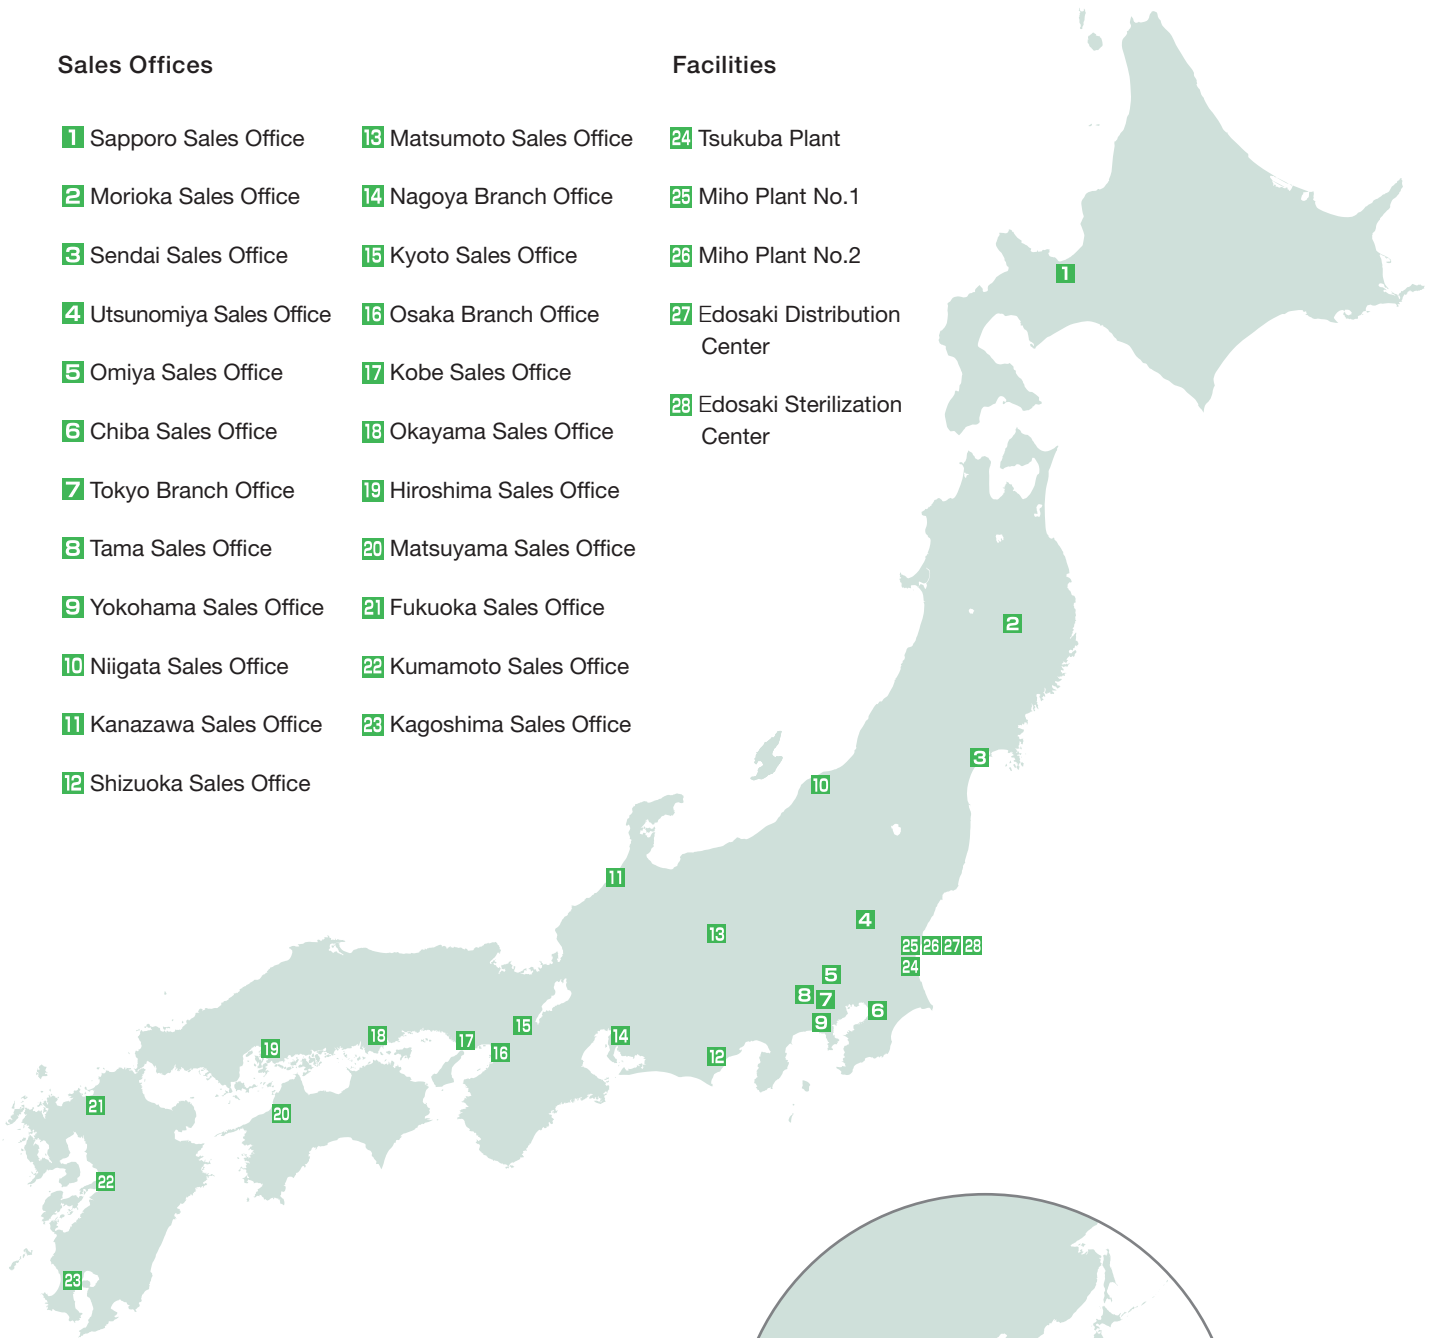 Sales Offices
1 Sapporo Sales Office
2 Morioka Sales Office
3 Sendai Sales Office
4 Utsunomiya Sales Office
5 Omiya Sales Office
6 Chiba Sales Office
7 Tokyo Branch Office
8 Tama Sales Office
9 Yokohama Sales Office
10 Niigata Sales Office
11 Kanazawa Sales Office
12 Shizuoka Sales Office
13 Matsumoto Sales Office
14 Nagoya Branch Office
15 Kyoto Sales Office
16 Osaka Branch Office
17 Kobe Sales Office
18 Okayama Sales Office
19 Hiroshima Sales Office
20 Matsuyama Sales Office
21 Fukuoka Sales Office
22 Kumamoto Sales Office
23 Kagoshima Sales Office
Facilities
24 Tsukuba Plant
25 Miho Plant No.1
26 Miho Plant No.2
27 Edosaki Distribution
Center
28 Edosaki Sterilization
Center
1
2
3
10
11
4
13
25 26 27 28
24
5
8
7
6
9
15
14
18
17
19
16
12
21
20
22
23